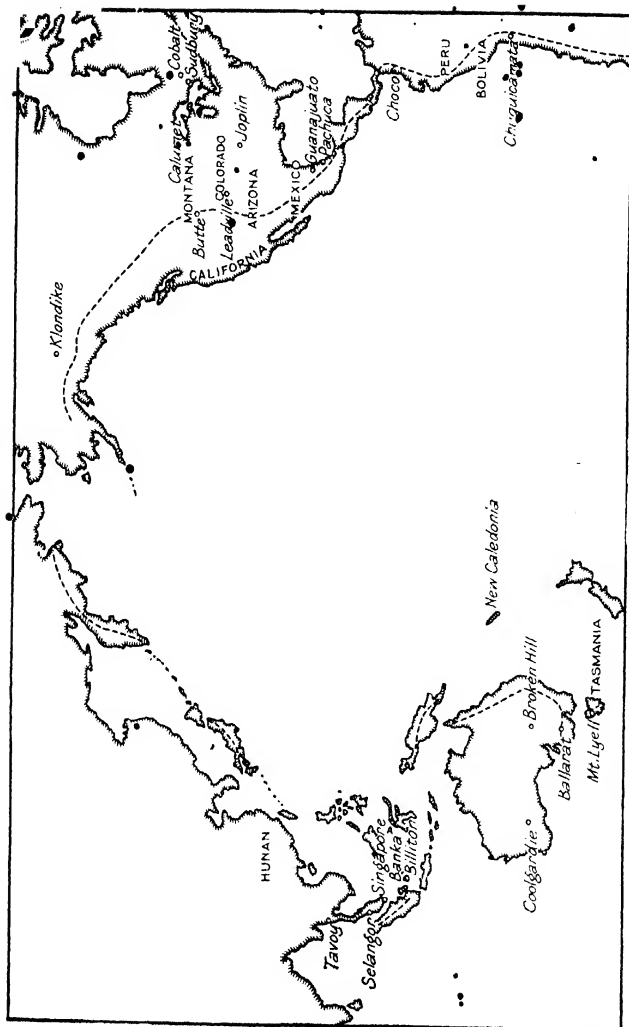 Klondike
Cobalt
Sudbury
Calumet
MONTANA
Butte
COLORADO
Leadville
Joplin
ARIZONA
CALIFORNIA
MEXICO
Guanajuato
Pachuca
Choco
PERU
BOLIVIA
Chuquicamata
HUNAN
Tavoy
Selangor
Singapore
Banka
Billiton
New Caledonia
Coolgardie
Broken Hill
Ballarat
Mt. Lyell
TASMANIA